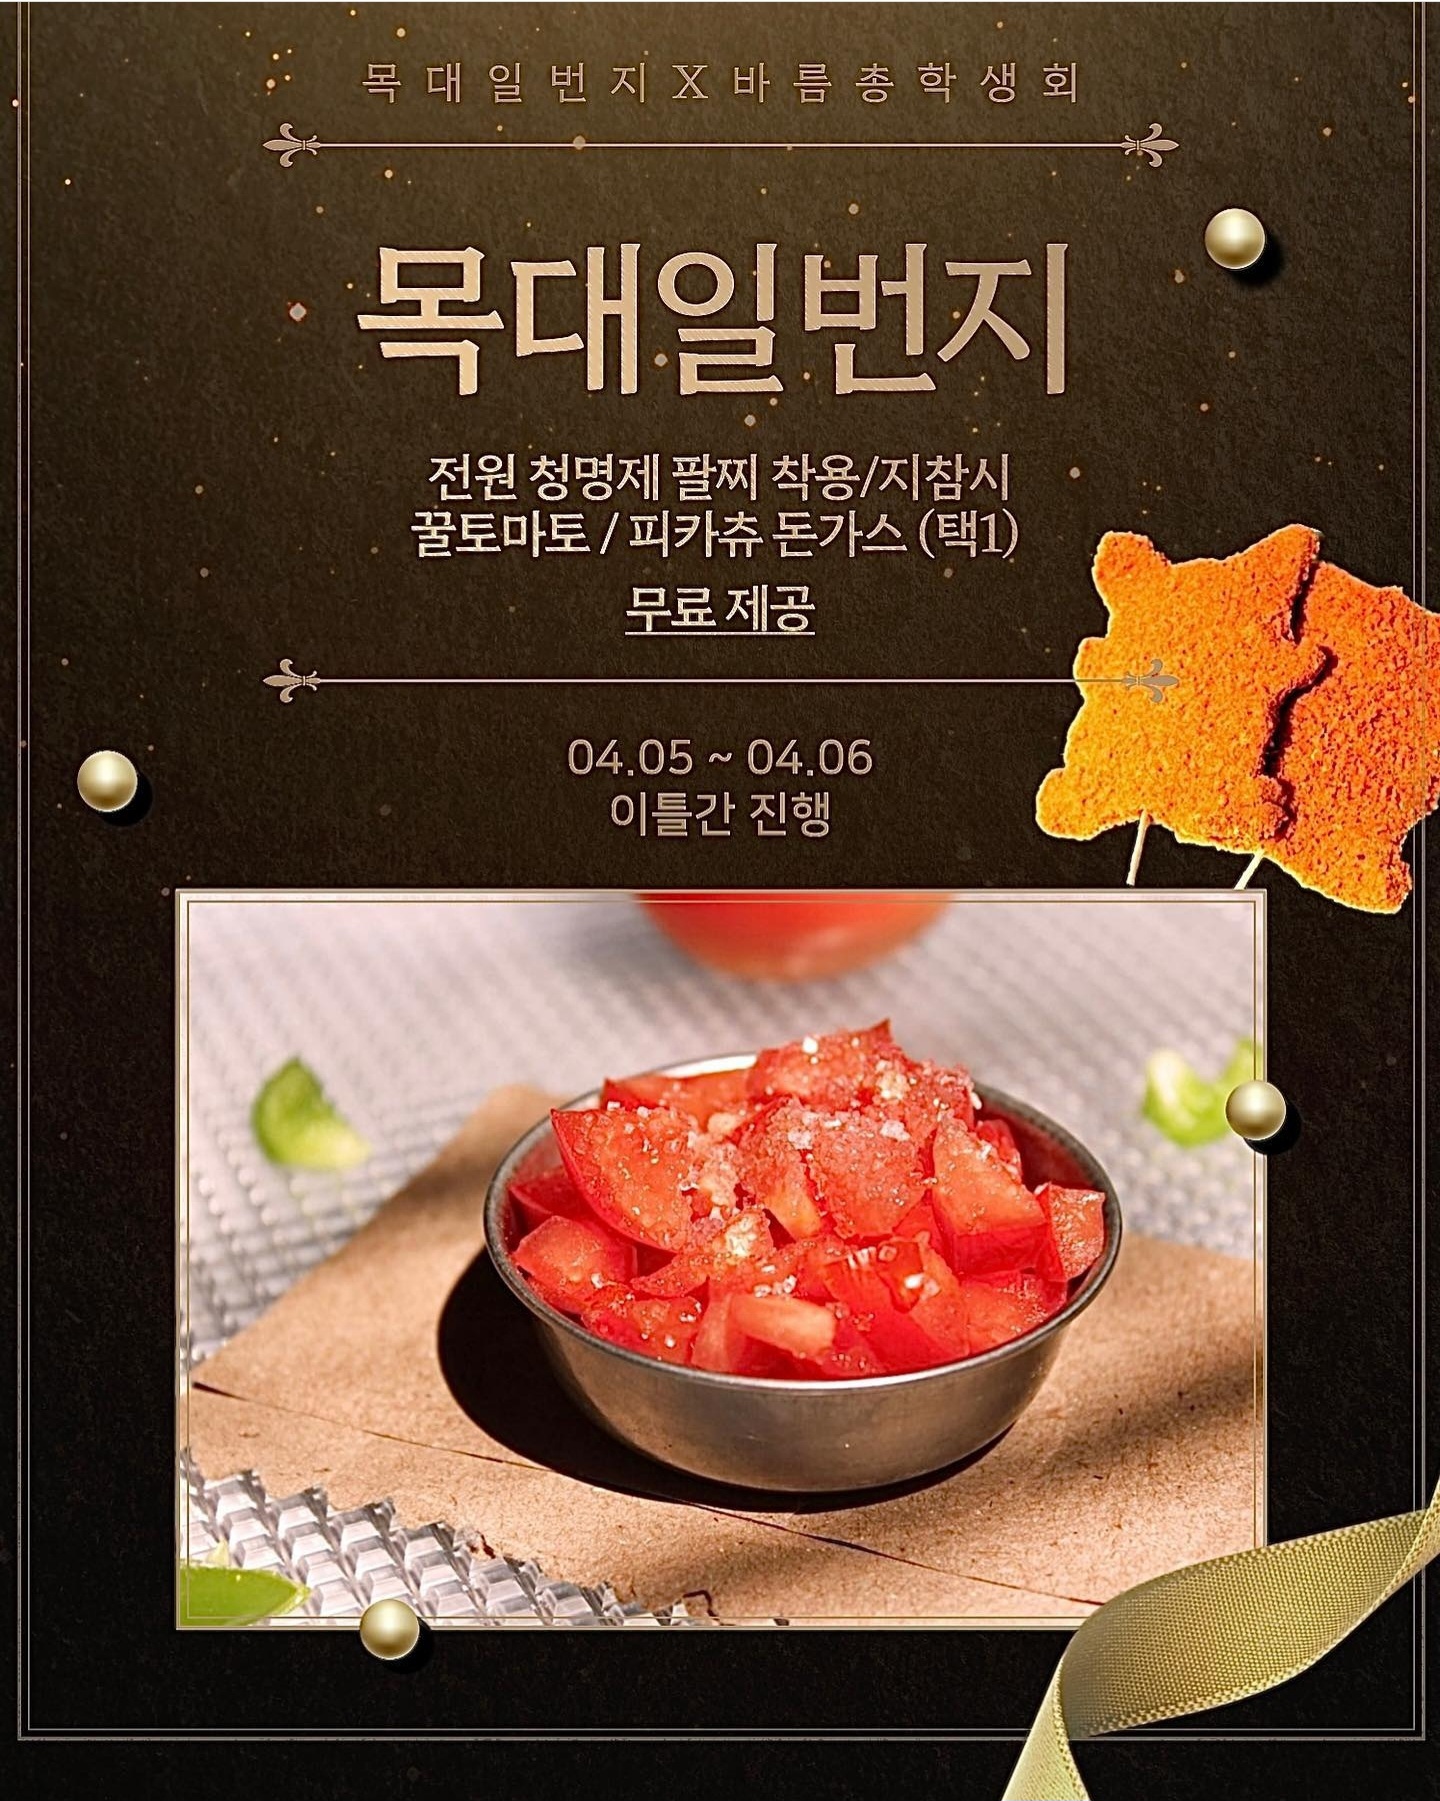 목대일번지X바름총학생회
목대일번지
전원 청명제 팔찌 착용/지참시
꿀토마토 / 피카츄 돈가스 (택1)
무료 제공
04.05 ~ 04.06
이틀간 진행